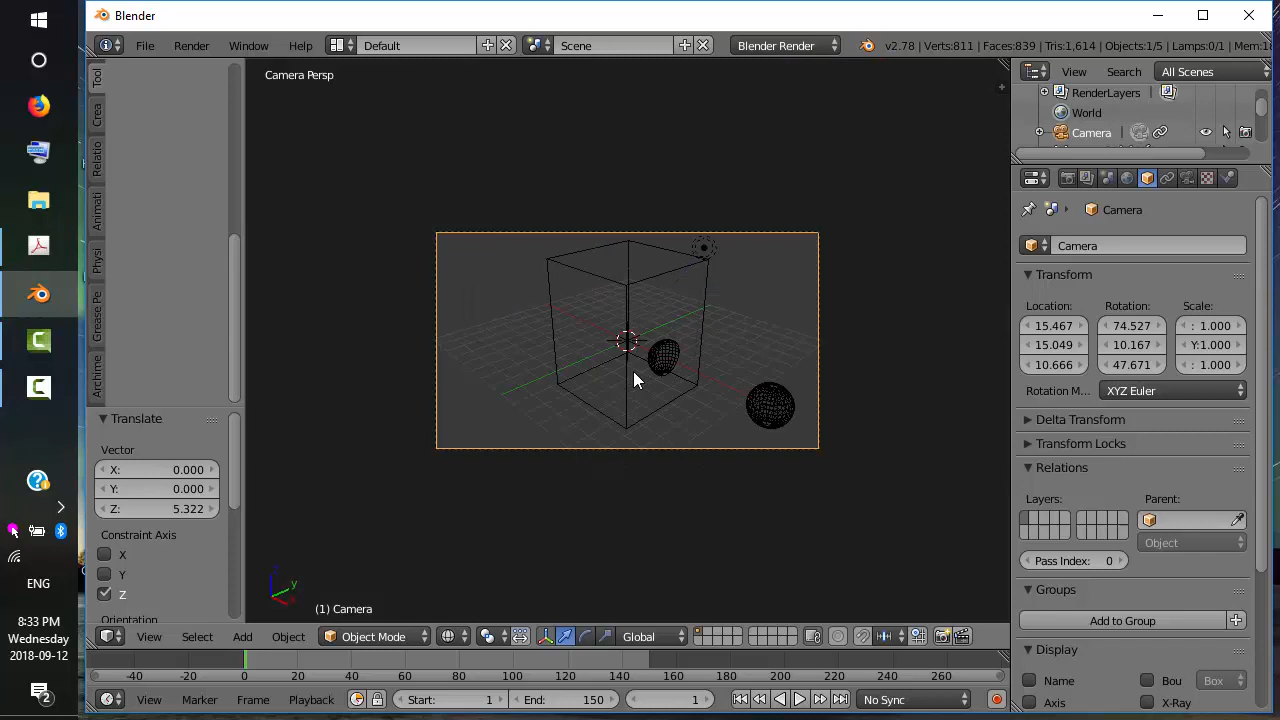 Blender
File Render Window Help Default Scene Blender Render v2.78 | Verts:811 | Faces:839 | Tris:1,614 | Objects:1/5 | Lamps:0/1 | Mem:1
Camera Persp
View Search All Scenes
RenderLayers
World
Camera
Tool
Crea
Relatio
Animati
Physi
Grease Pe
Archime
Camera
Camera
Transform
Location: Rotation: Scale:
15.467 74.527 : 1.000
15.049 10.167 Y:1.000
10.666 47.671 : 1.000
Rotation M... XYZ Euler
Delta Transform
Transform Locks
Relations
Layers: Parent:
Object
Pass Index: 0
Groups
Add to Group
Display
Name Bou Box
Axis X-Ray
Translate
Vector
X: 0.000
Y: 0.000
Z: 5.322
Constraint Axis
X
Y
Z
Orientation
y
(1) Camera
View Select Add Object Object Mode Global
-40 -20 0 20 40 60 80 100 120 140 160 180 200 220 240 260
View Marker Frame Playback Start: 1 End: 150 1 No Sync
ENG
8:33 PM
Wednesday
2018-09-12
2